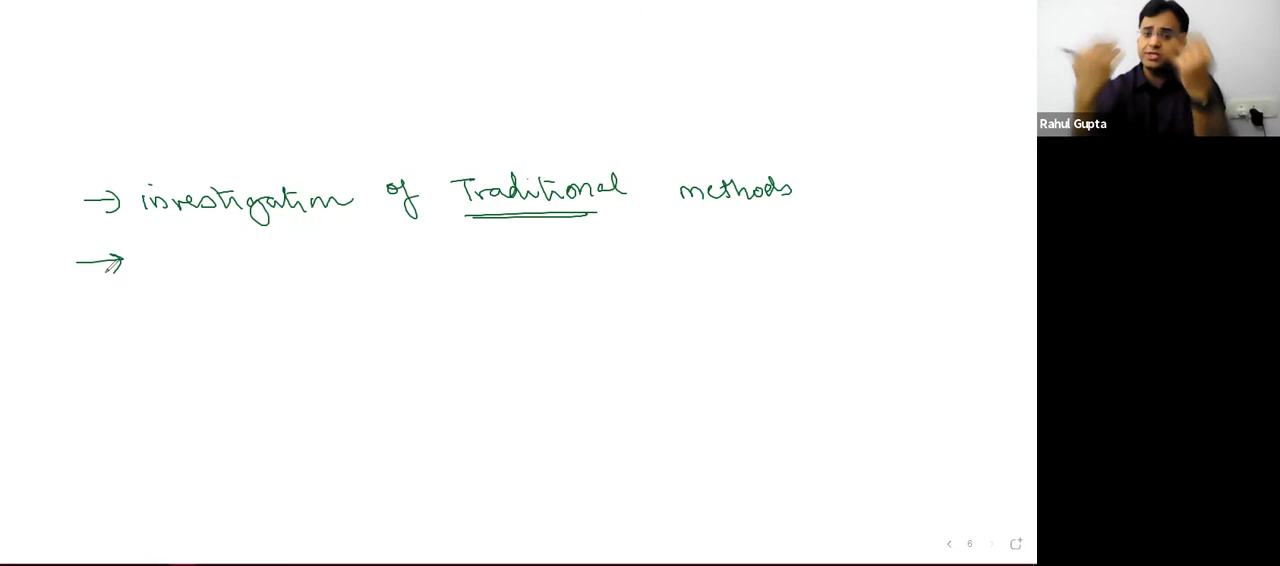 → investigation of Traditional methods
→
Rahul Gupta
6